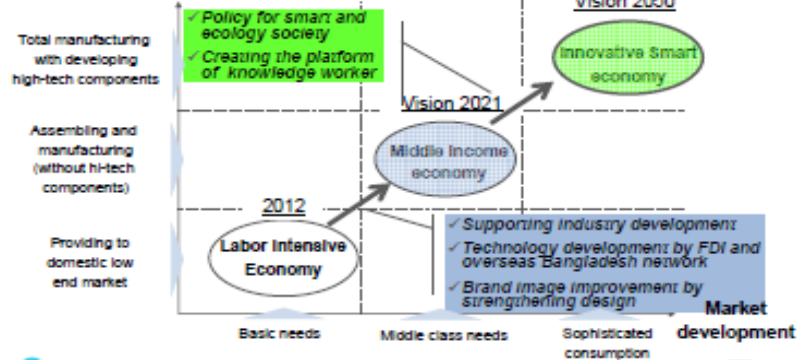 Vision 2050
✓ Policy for smart and
ecology society
✓ Creating the platform
of knowledge worker
Total manufacturing
with developing
high-tech components
Innovative Smart
economy
Vision 2021
Assembling and
manufacturing
(without hi-tech
components)
Middle Income
economy
2012
Labor Intensive
Economy
Providing to
domestic low
end market
✓ Supporting industry development
✓ Technology development by FDI and
overseas Bangladesh network
✓ Brand image improvement by
strengthening design
Market
development
Basic needs
Middle class needs
Sophisticated
consumption